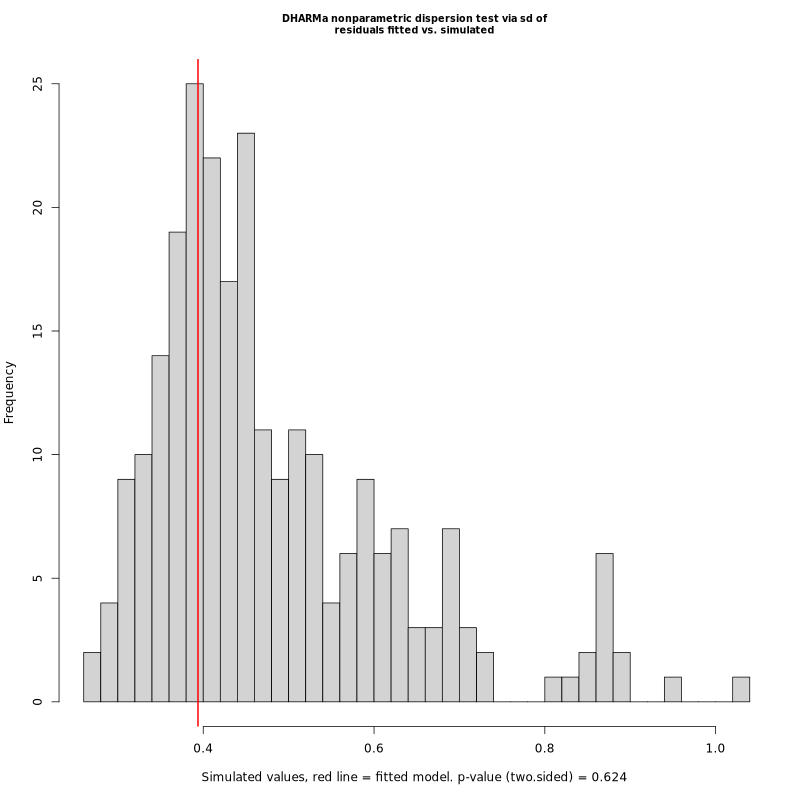 DHARMa nonparametric dispersion test via sd of
residuals fitted vs. simulated
25
20
15
10
5
0
Frequency
0.4 0.6 0.8 1.0
Simulated values, red line = fitted model. p-value (two.sided) = 0.624